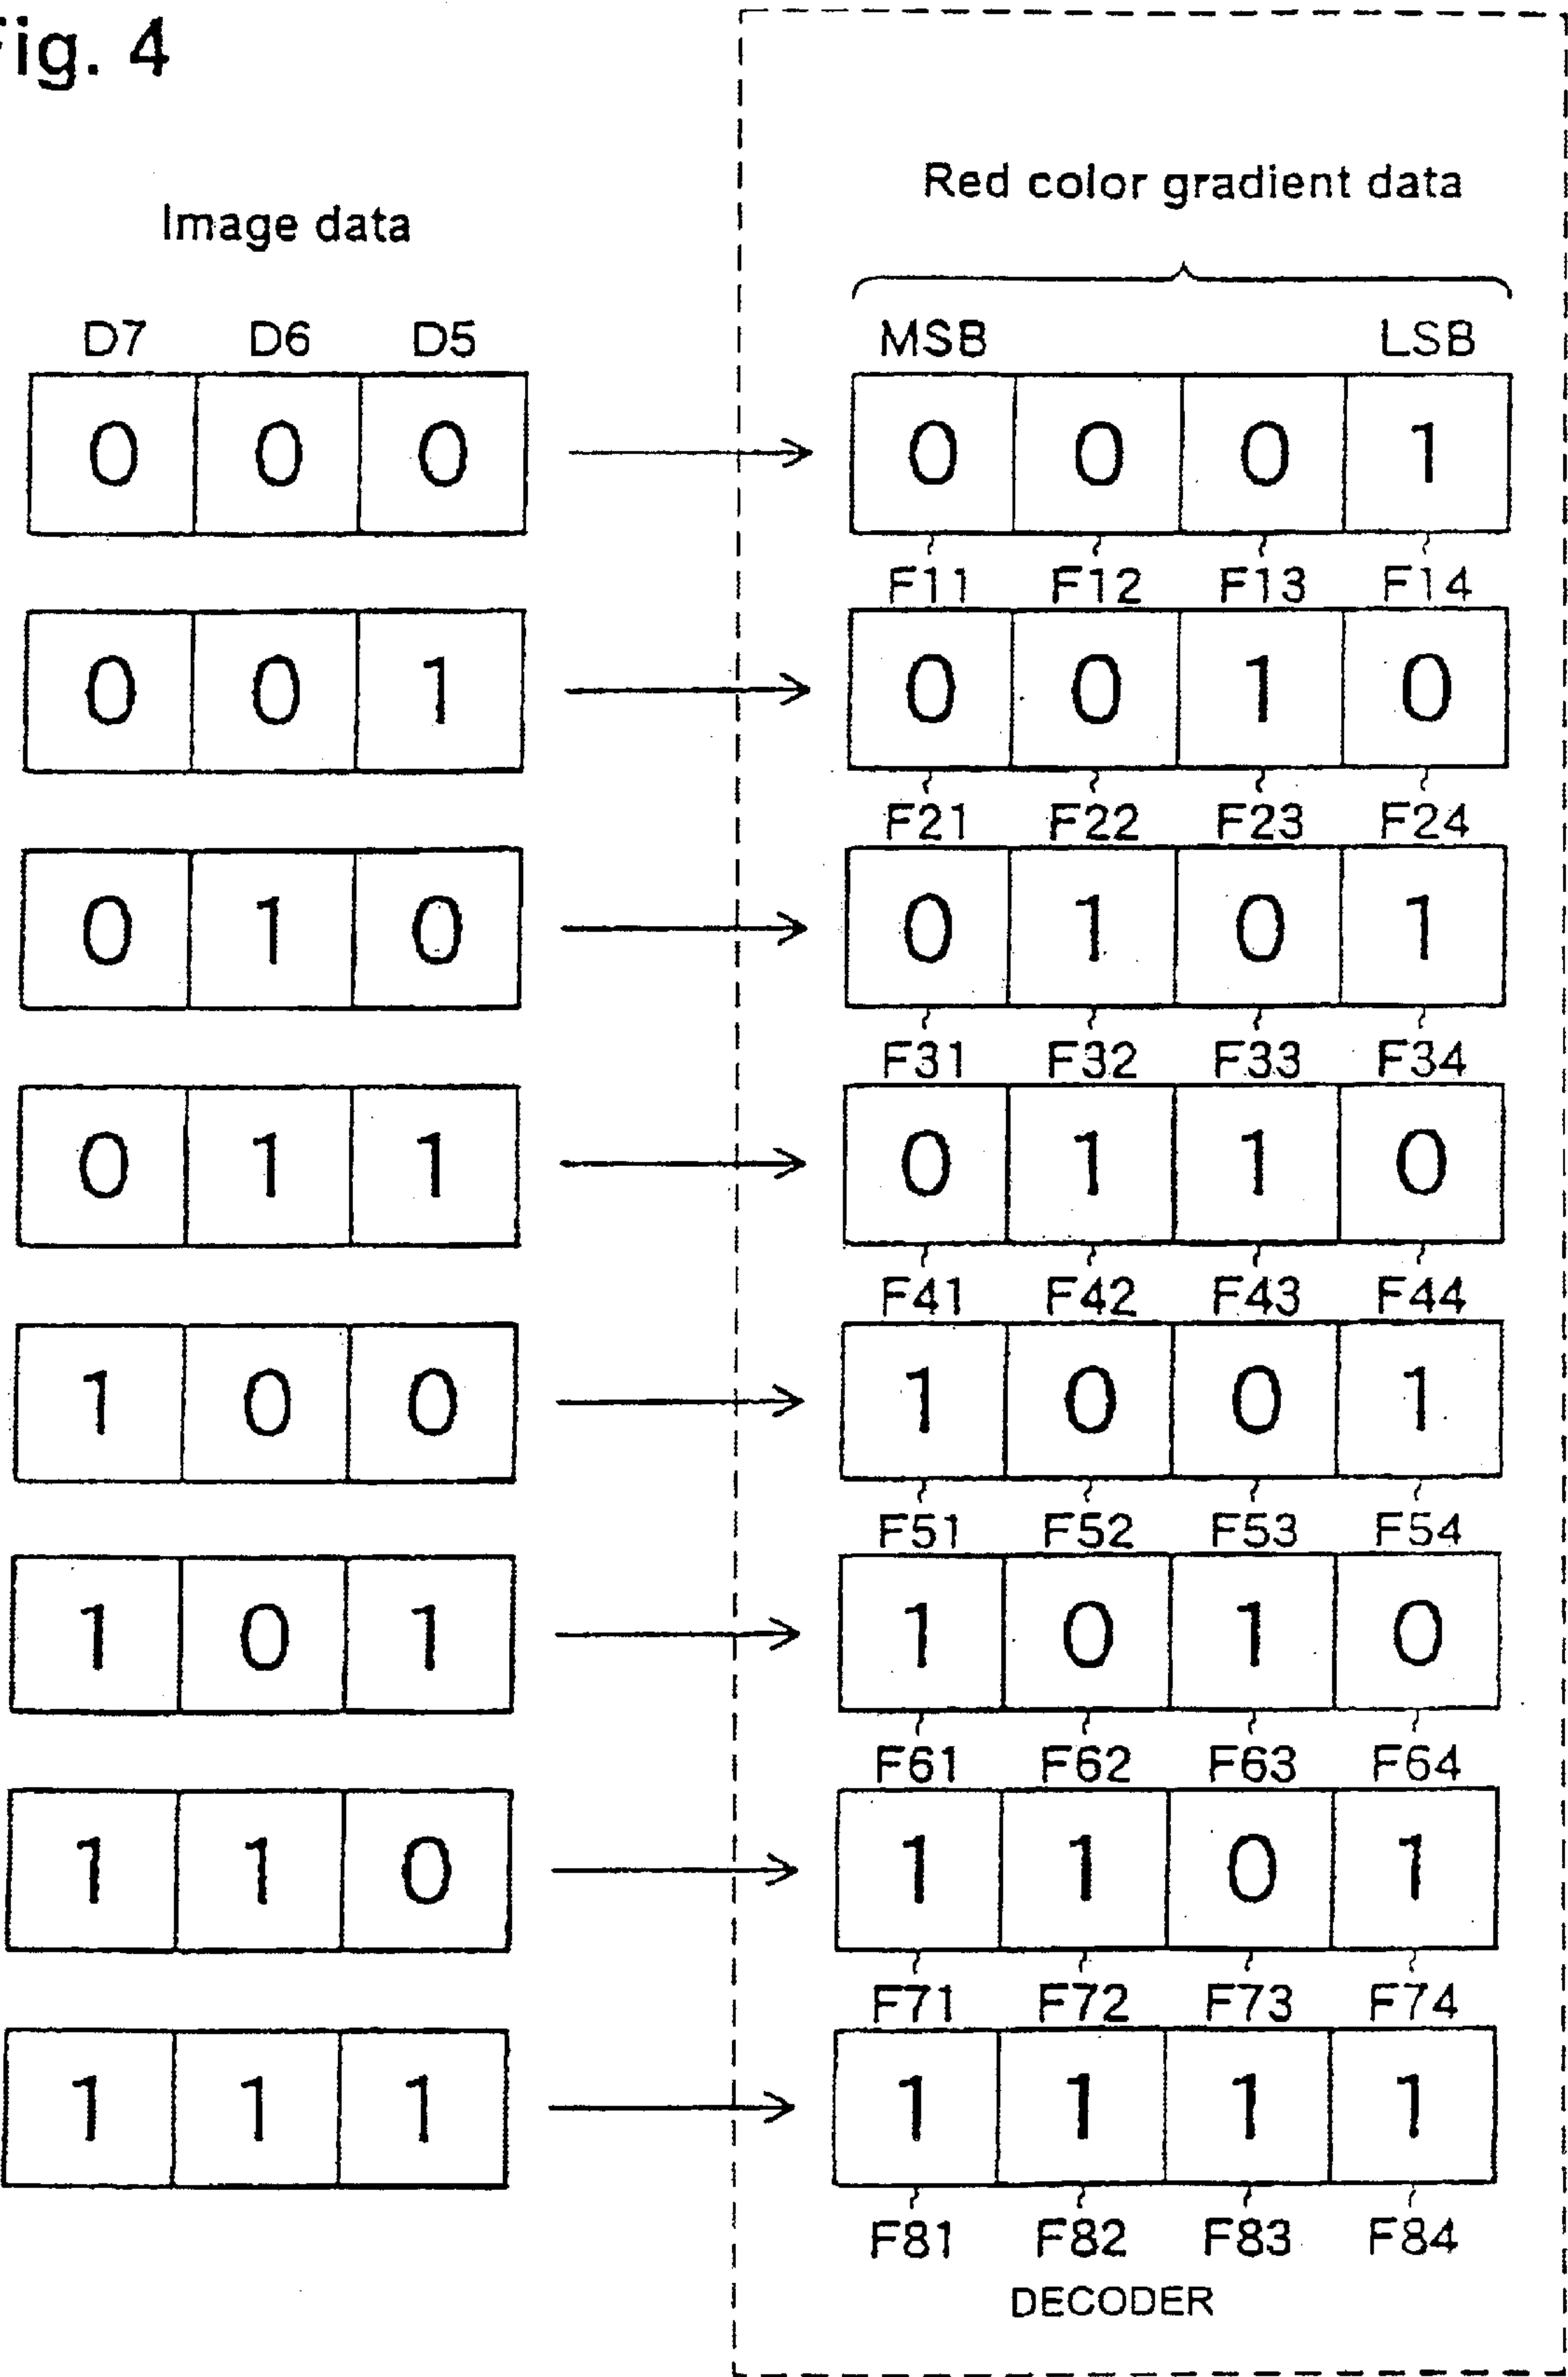 Fig. 4
Red color gradient data
Image data
D7 D6 D5 MSB LSB
0 0 0 0 0 0 1
F11 F12 F13 F14
0 0 1 0 0 1 0
F21 F22 F23 F24
0 1 0 0 1 0 1
F31 F32 F33 F34
0 1 1 0 1 1 0
F41 F42 F43 F44
1 0 0 1 0 0 1
F51 F52 F53 F54
1 0 1 1 0 1 0
F61 F62 F63 F64
1 1 0 1 1 0 1
F71 F72 F73 F74
1 1 1 1 1 1 1
F81 F82 F83 F84
DECODER